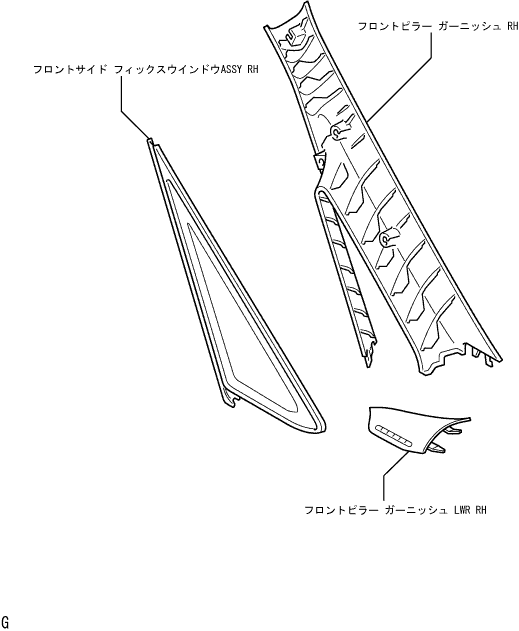 フロントピラー ガーニッシュ RH
フロントサイド フィックスウインドウASSY RH
フロントピラー ガーニッシュ LWR RH
G